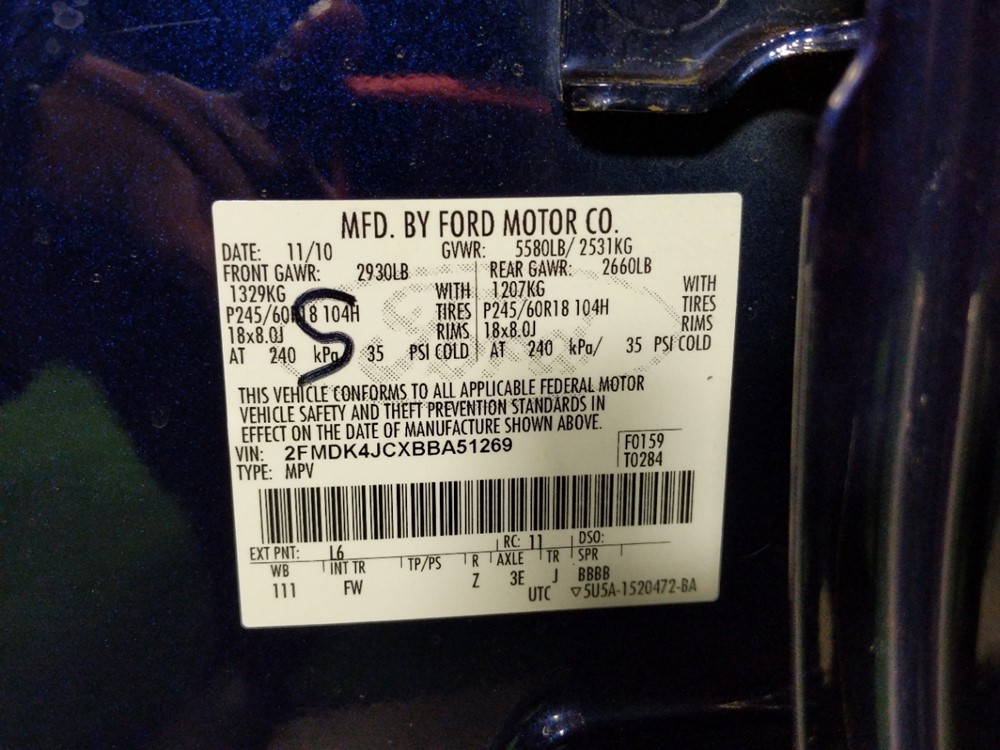 MFD. BY FORD MOTOR CO.
DATE: 11/10 GVWR: 5580LB/ 2531KG
FRONT GAWR: 2930LB REAR GAWR: 2660LB
1329KG WITH 1207KG WITH
P245/60R18 104H TIRES P245/60R18 104H TIRES
18x8.0J RIMS 18x8.0J RIMS
AT 240 kPa/ 35 PSI COLD AT 240 kPa/ 35 PSI COLD
S
THIS VEHICLE CONFORMS TO ALL APPLICABLE FEDERAL MOTOR
VEHICLE SAFETY AND THEFT PREVENTION STANDARDS IN
EFFECT ON THE DATE OF MANUFACTURE SHOWN ABOVE.
VIN: 2FMDK4JCXBBA51269 F0159
TYPE: MPV T0284
EXT PNT: L6 RC: 11 DSO:
WB INT TR TP/PS R AXLE TR SPR
111 FW Z 3E J BBBB
UTC ▽5U5A-1520472-BA